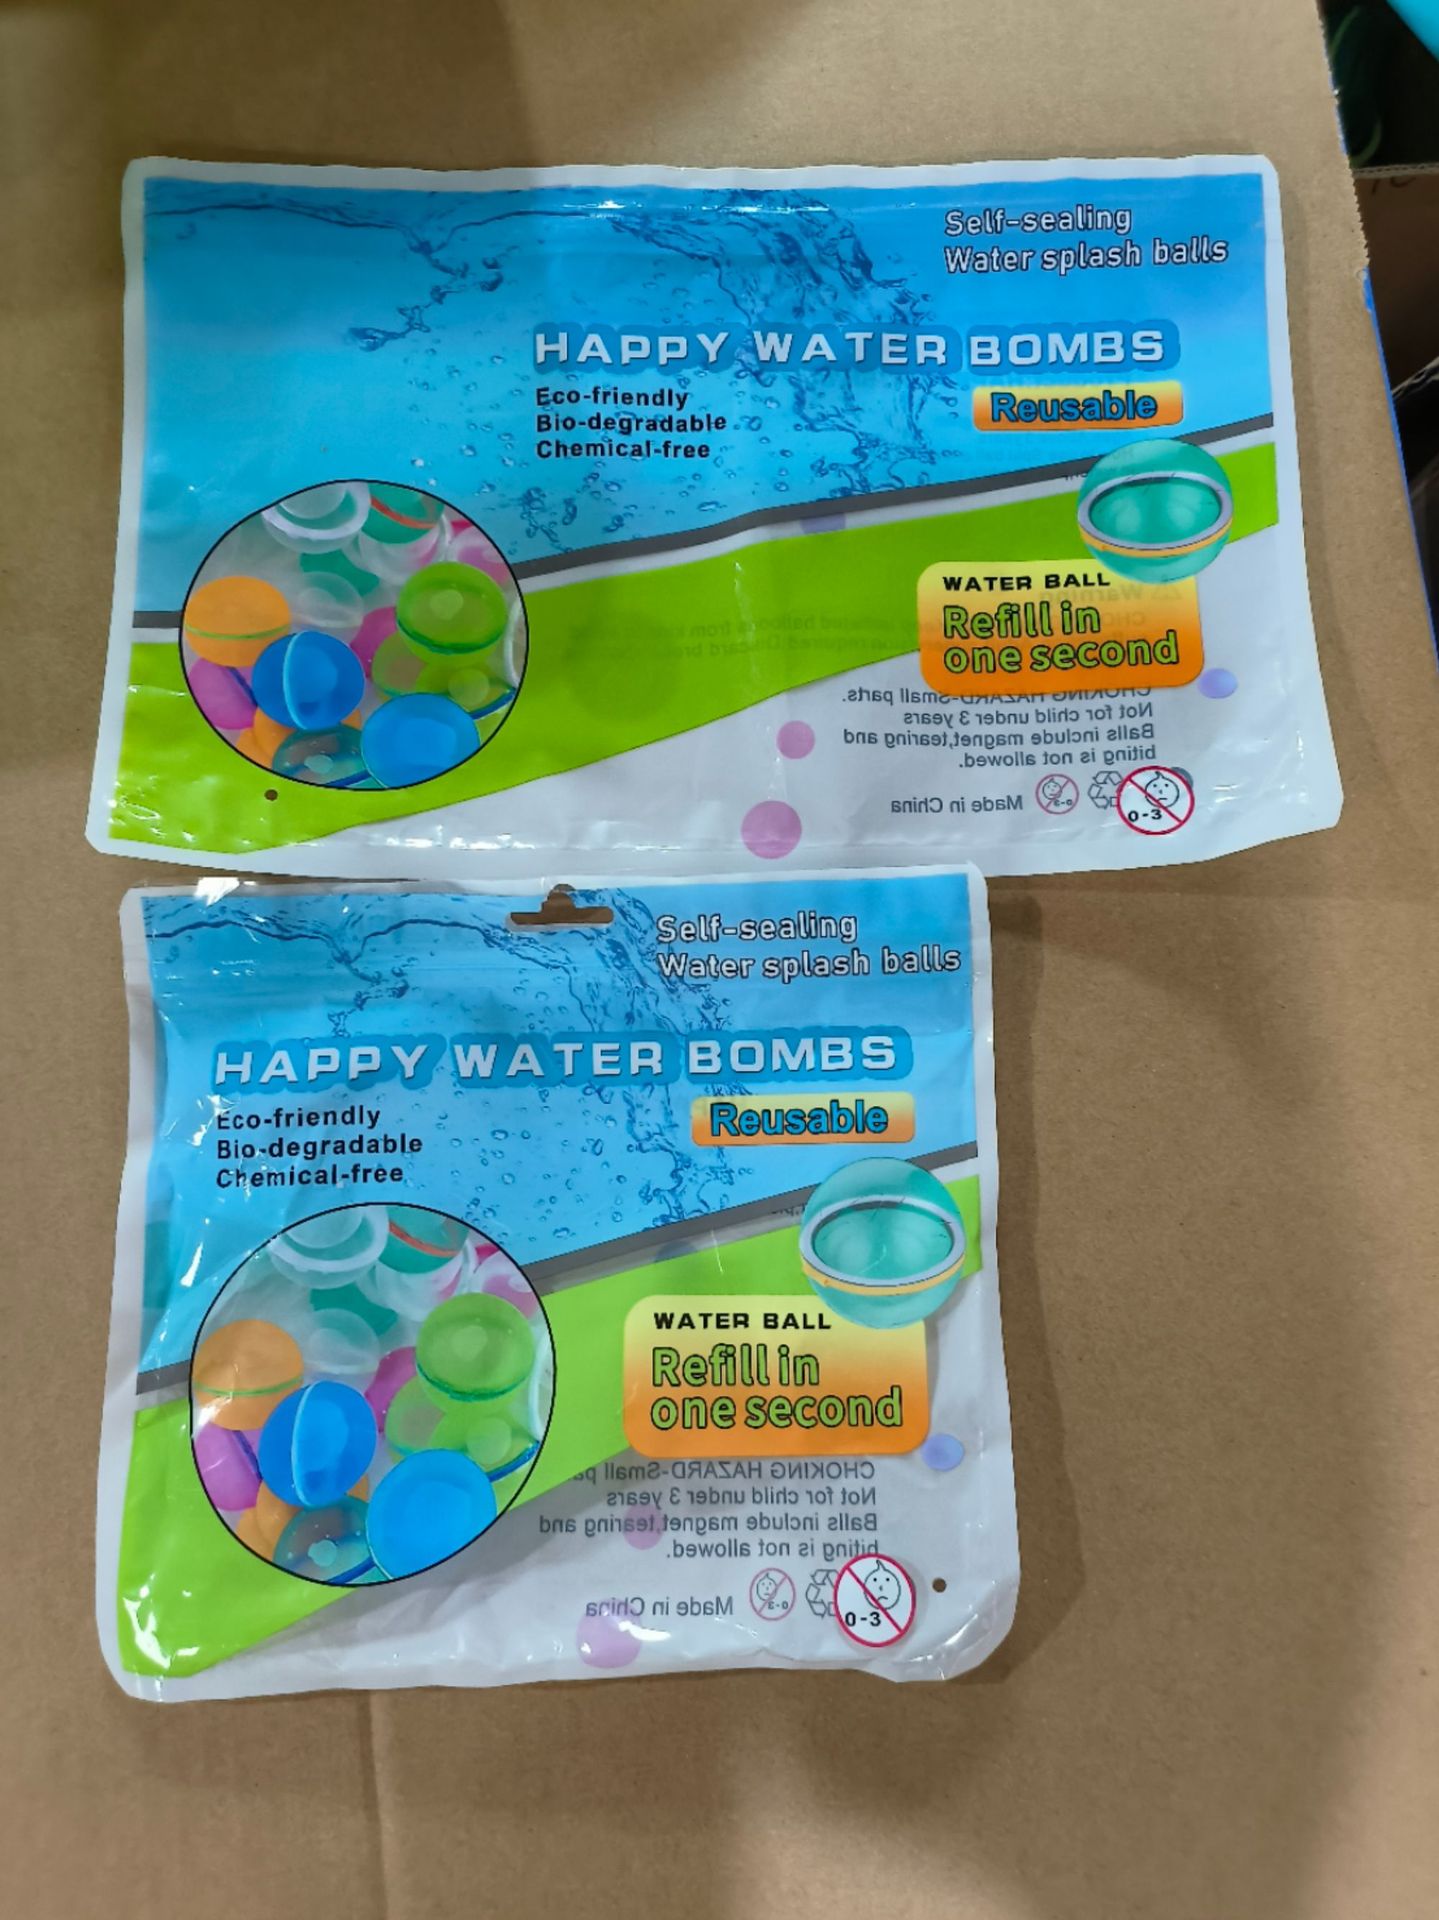 Self-sealing
Water splash balls
HAPPY WATER BOMBS
Eco-friendly
Bio-degradable
Chemical-free
Reusable
WATER BALL
Refill in
one second
CHOKING HAZARD-Small parts.
Not for child under 3 years
Balls include magnet,tearing and
biting is not allowed.
Made in China
0-3
0-3
Self-sealing
Water splash balls
HAPPY WATER BOMBS
Eco-friendly
Bio-degradable
Chemical-free
Reusable
WATER BALL
Refill in
one second
CHOKING HAZARD-Small
Not for child under 3 years
Balls include magnet,tearing and
biting is not allowed.
Made in China
0-3
0-3